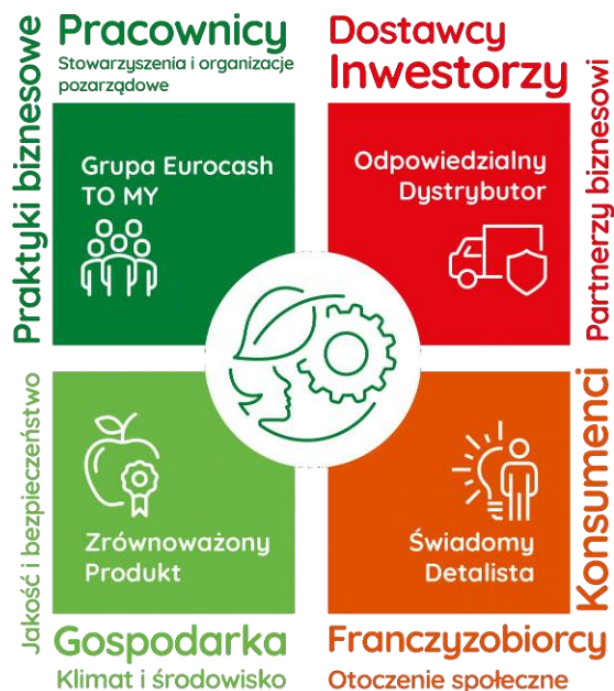 Praktyki biznesowe
Pracownicy
Stowarzyszenia i organizacje
pozarządowe
Grupa Eurocash
TO MY
Dostawcy
Inwestorzy
Partnerzy biznesowi
Odpowiedzialny
Dystrybutor
Jakość i bezpieczeństwo
Zrównoważony
Produkt
Gospodarka
Klimat i środowisko
Konsumenci
Świadomy
Detalista
Franczyzobiorcy
Otoczenie społeczne